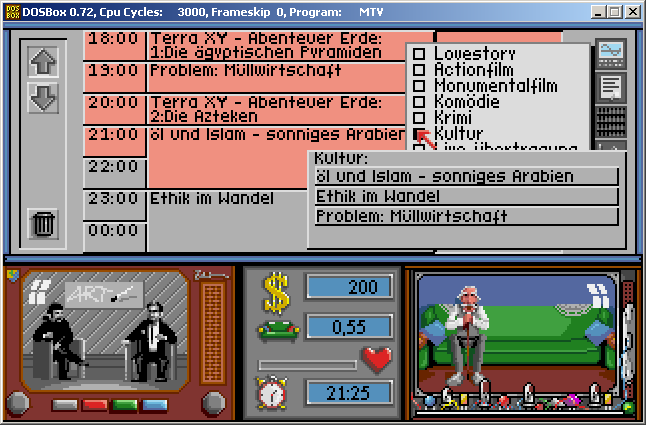 DOSBox 0.72, Cpu Cycles: 3000, Frameskip 0, Program: MTV
18:00 Terra XY - Abenteuer Erde:
1:Die ägyptischen Pyramiden
19:00 Problem: Müllwirtschaft
20:00 Terra XY - Abenteuer Erde:
2:Die Azteken
21:00 öl und Islam - sonniges Arabien
22:00
23:00 Ethik im Wandel
00:00
Lovestory
Actionfilm
Monumentalfilm
Komödie
Krimi
Kultur
Live-übertragung
Kultur:
öl und Islam - sonniges Arabien
Ethik im Wandel
Problem: Müllwirtschaft
ART
$ 200
0,55
21:25